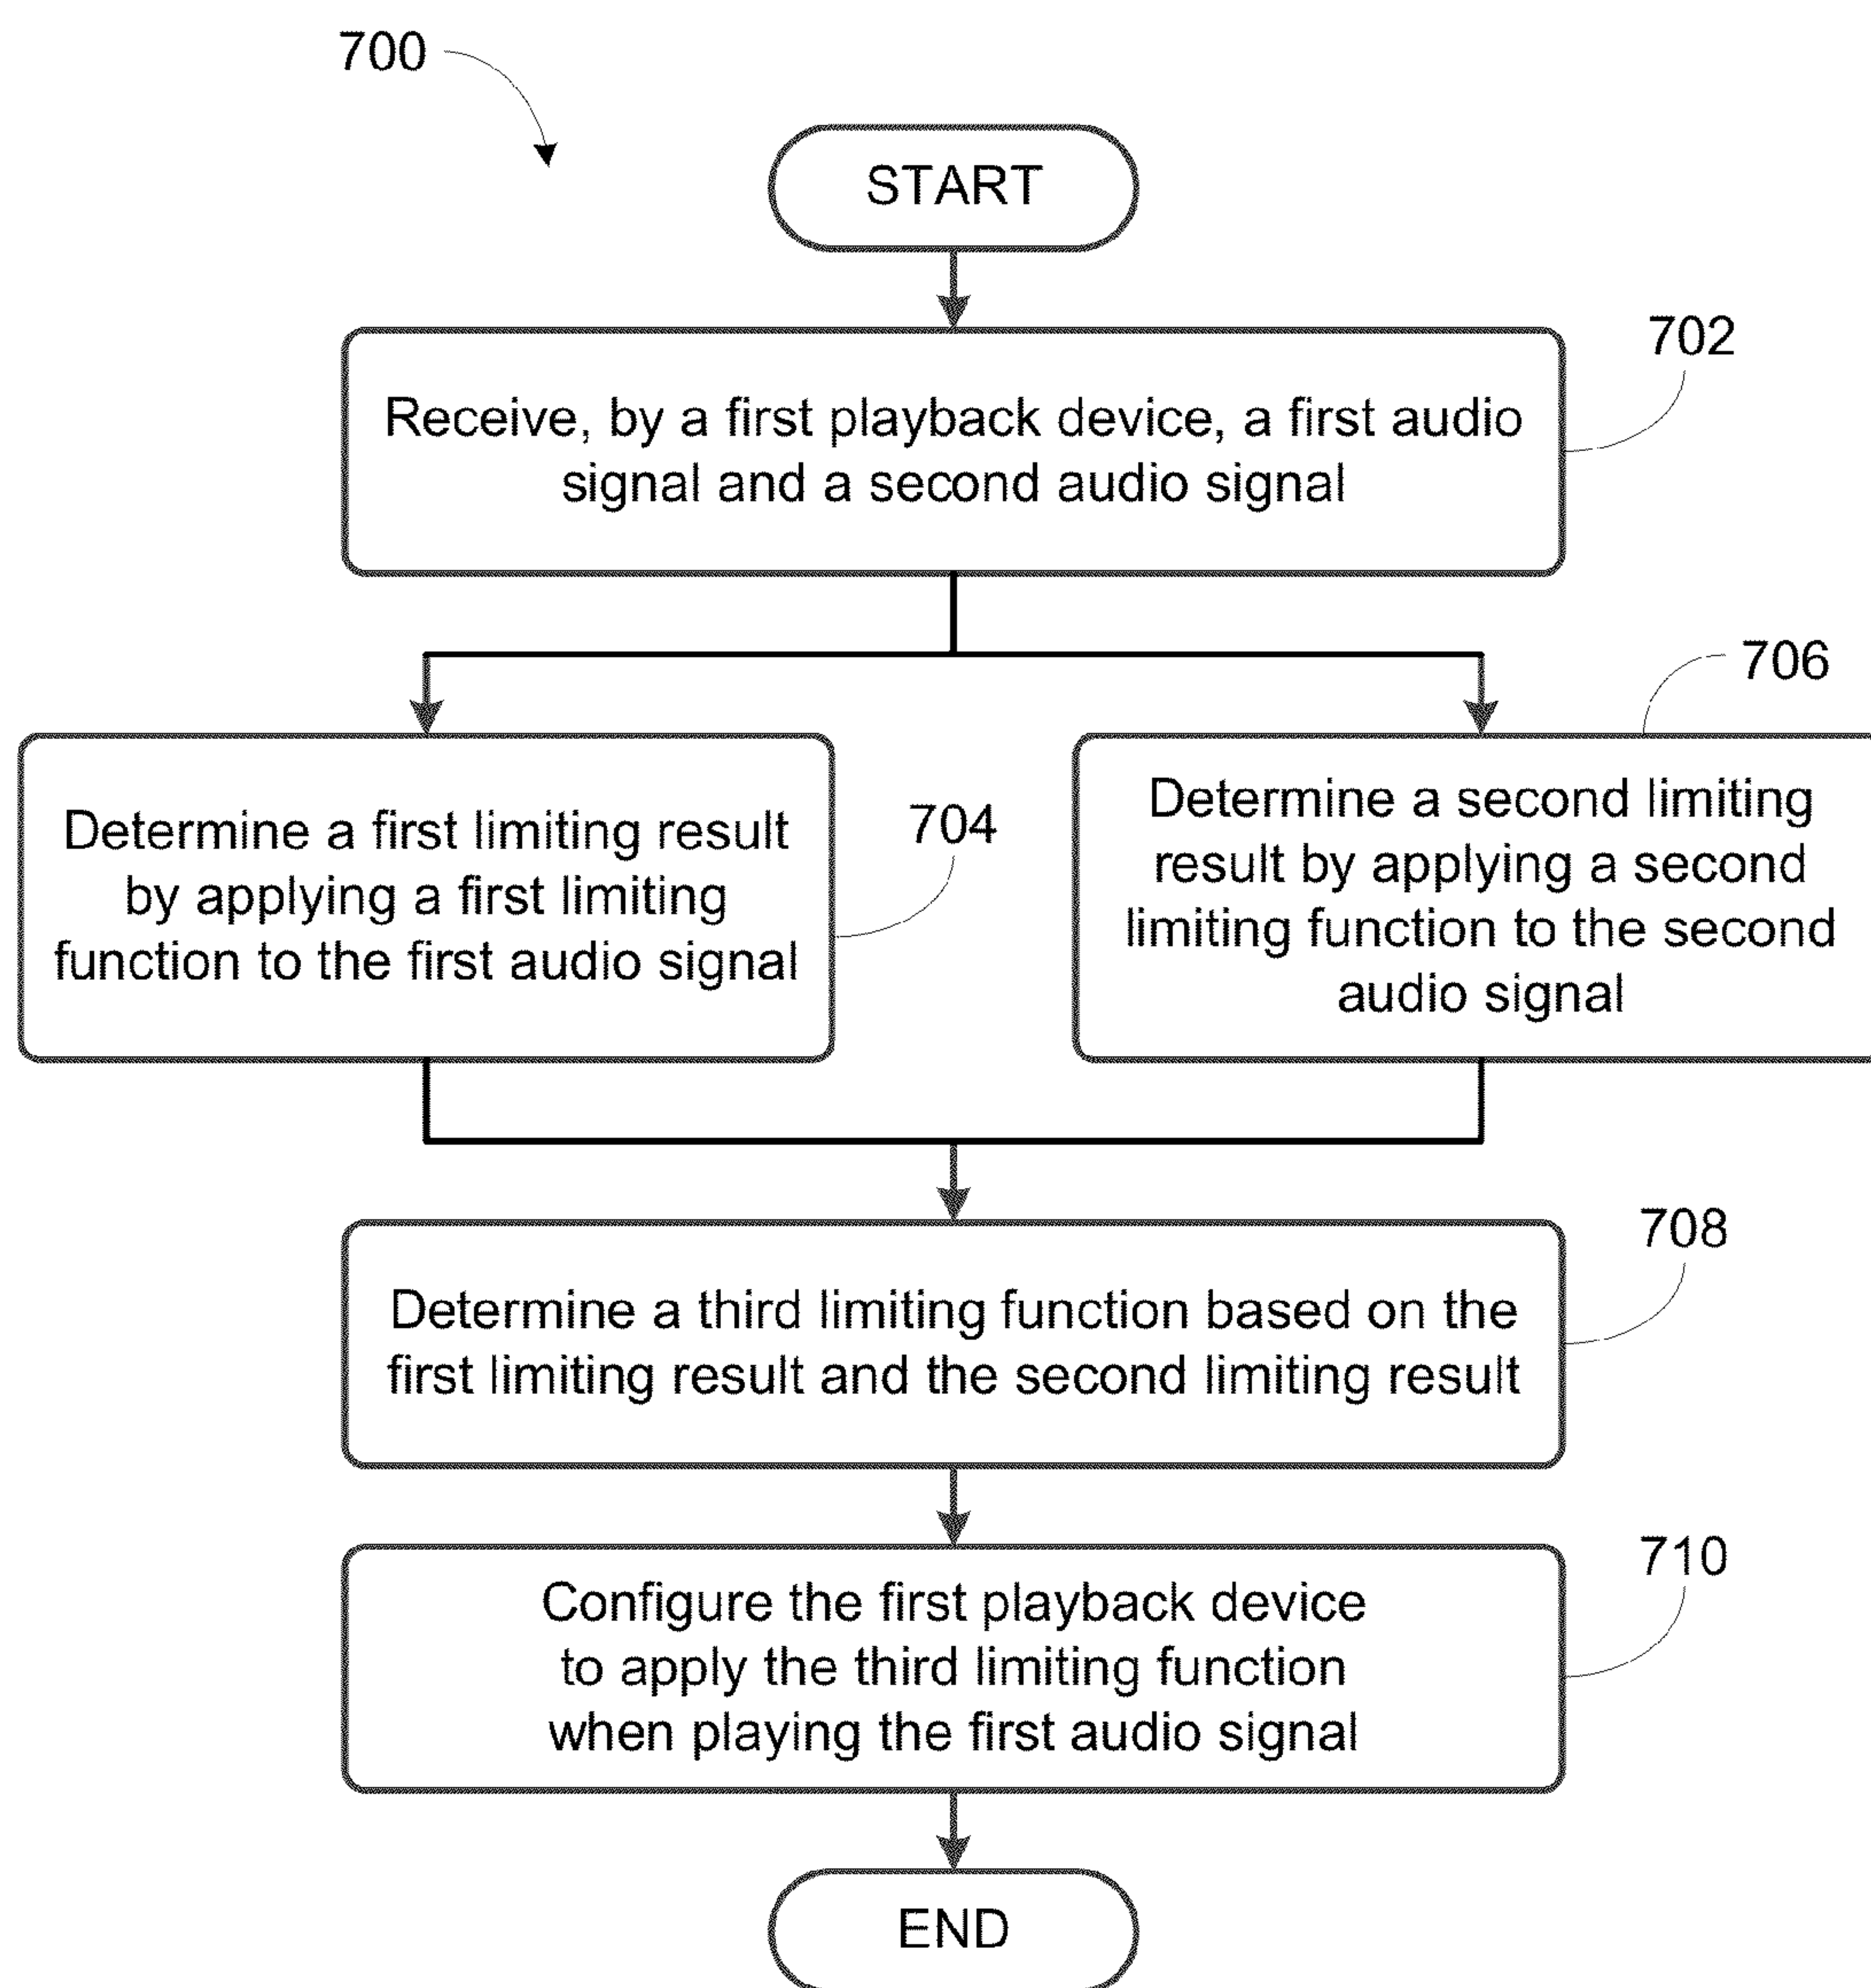 700
START
702
Receive, by a first playback device, a first audio
signal and a second audio signal
706
Determine a first limiting result
by applying a first limiting
function to the first audio signal
704
Determine a second limiting
result by applying a second
limiting function to the second
audio signal
708
Determine a third limiting function based on the
first limiting result and the second limiting result
710
Configure the first playback device
to apply the third limiting function
when playing the first audio signal
END